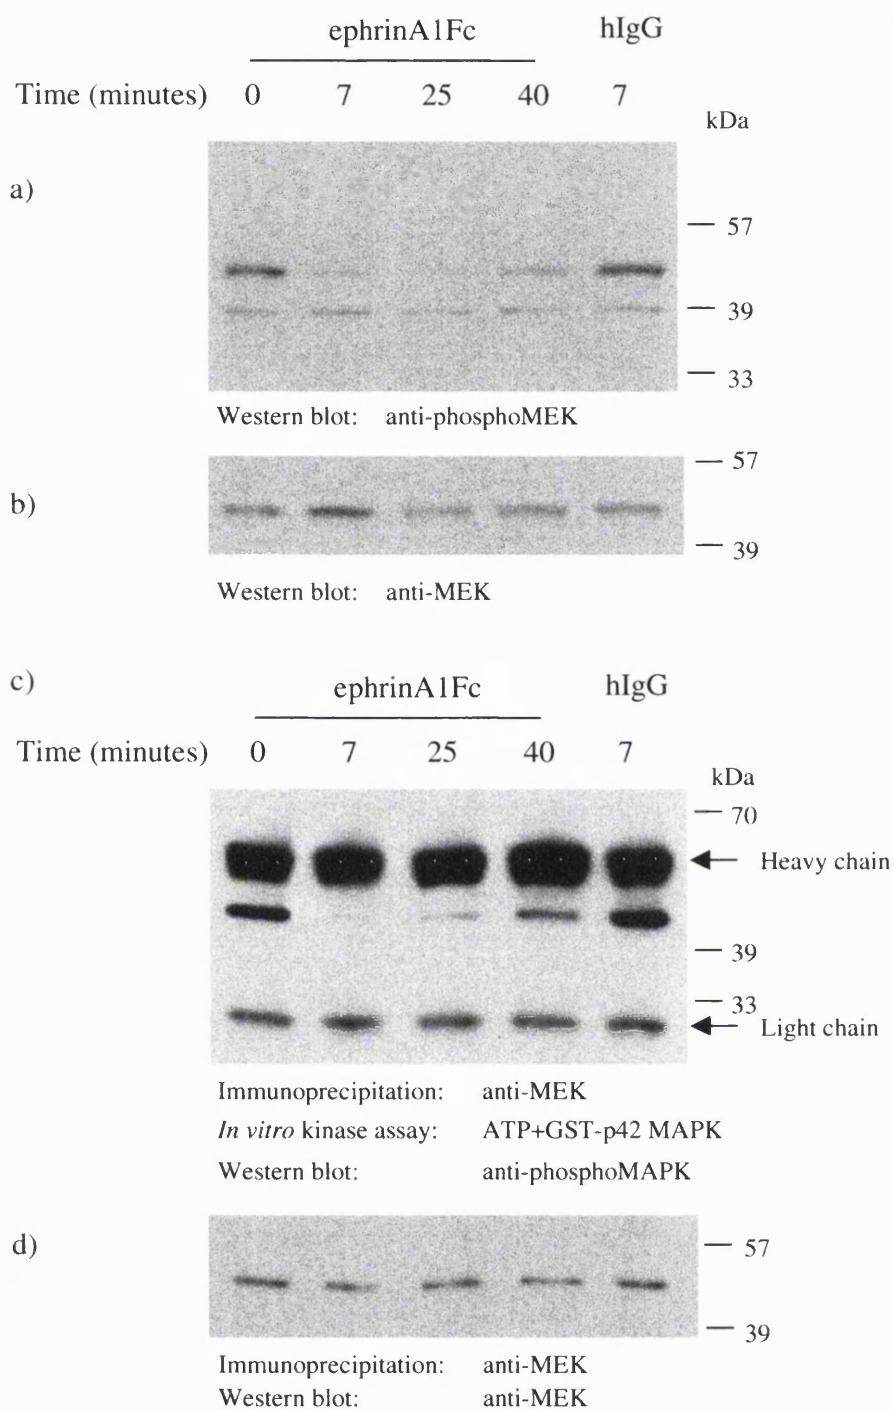 ephrinA1Fc hIgG
Time (minutes) 0 7 25 40 7
kDa
a)
57
39
33
Western blot: anti-phosphoMEK
57
b)
39
Western blot: anti-MEK
c)
ephrinA1Fc hIgG
Time (minutes) 0 7 25 40 7
kDa
70
Heavy chain
39
33
Light chain
Immunoprecipitation: anti-MEK
In vitro kinase assay: ATP+GST-p42 MAPK
Western blot: anti-phosphoMAPK
d)
57
39
Immunoprecipitation: anti-MEK
Western blot: anti-MEK